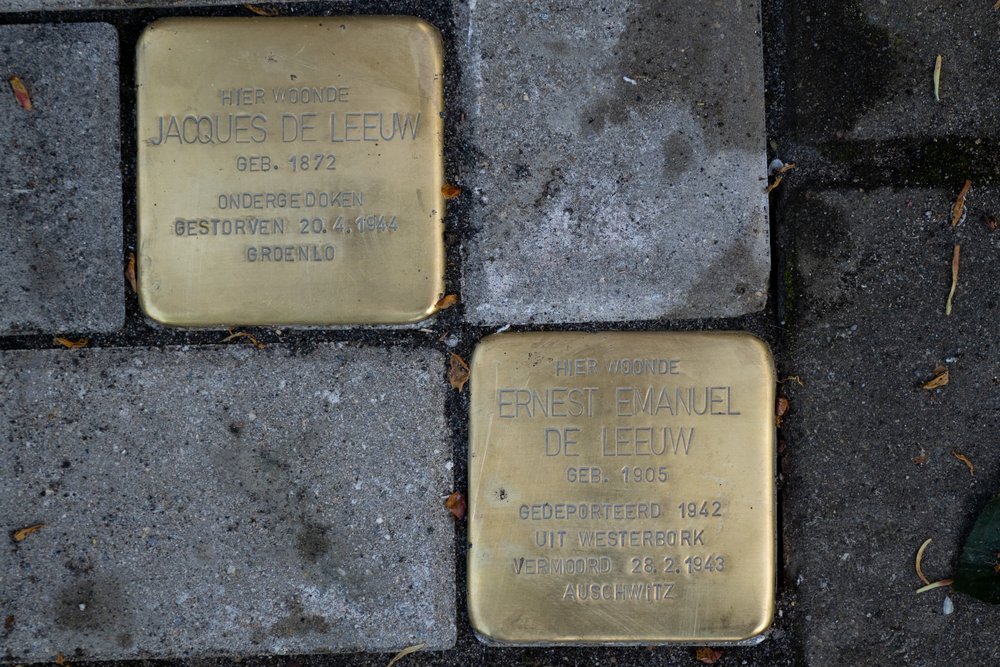 HIER WOONDE
JACQUES DE LEEUW
GEB. 1872
ONDERGEDOKEN
GESTORVEN 20.4.1944
GROENLO
HIER WOONDE
ERNEST EMANUEL
DE LEEUW
GEB. 1905
GEDEPORTEERD 1942
UIT WESTERBORK
VERMOORD 28.2.1943
AUSCHWITZ